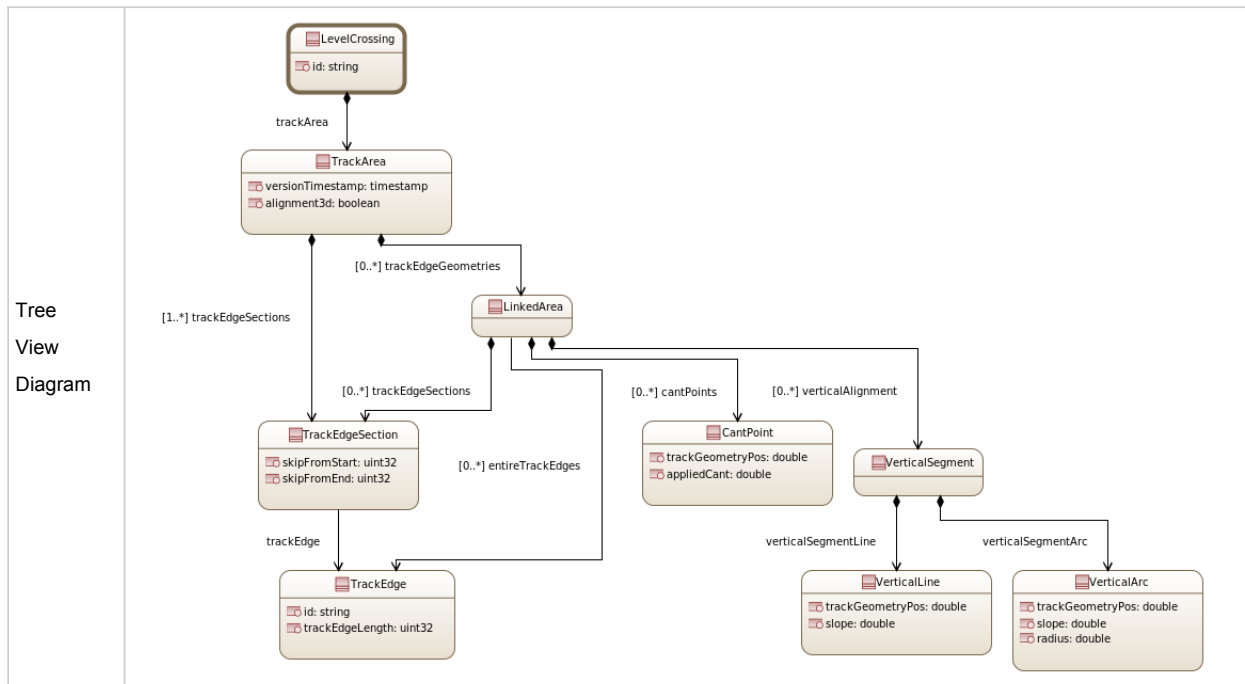 Tree
View
Diagram
LevelCrossing
id: string
trackArea
TrackArea
versionTimestamp: timestamp
alignment3d: boolean
[0..*] trackEdgeGeometries
LinkedArea
[1..*] trackEdgeSections
[0..*] trackEdgeSections
[0..*] cantPoints
[0..*] verticalAlignment
TrackEdgeSection
skipFromStart: uint32
skipFromEnd: uint32
[0..*] entireTrackEdges
CantPoint
trackGeometryPos: double
appliedCant: double
VerticalSegment
trackEdge
verticalSegmentLine
verticalSegmentArc
TrackEdge
id: string
trackEdgeLength: uint32
VerticalLine
trackGeometryPos: double
slope: double
VerticalArc
trackGeometryPos: double
slope: double
radius: double